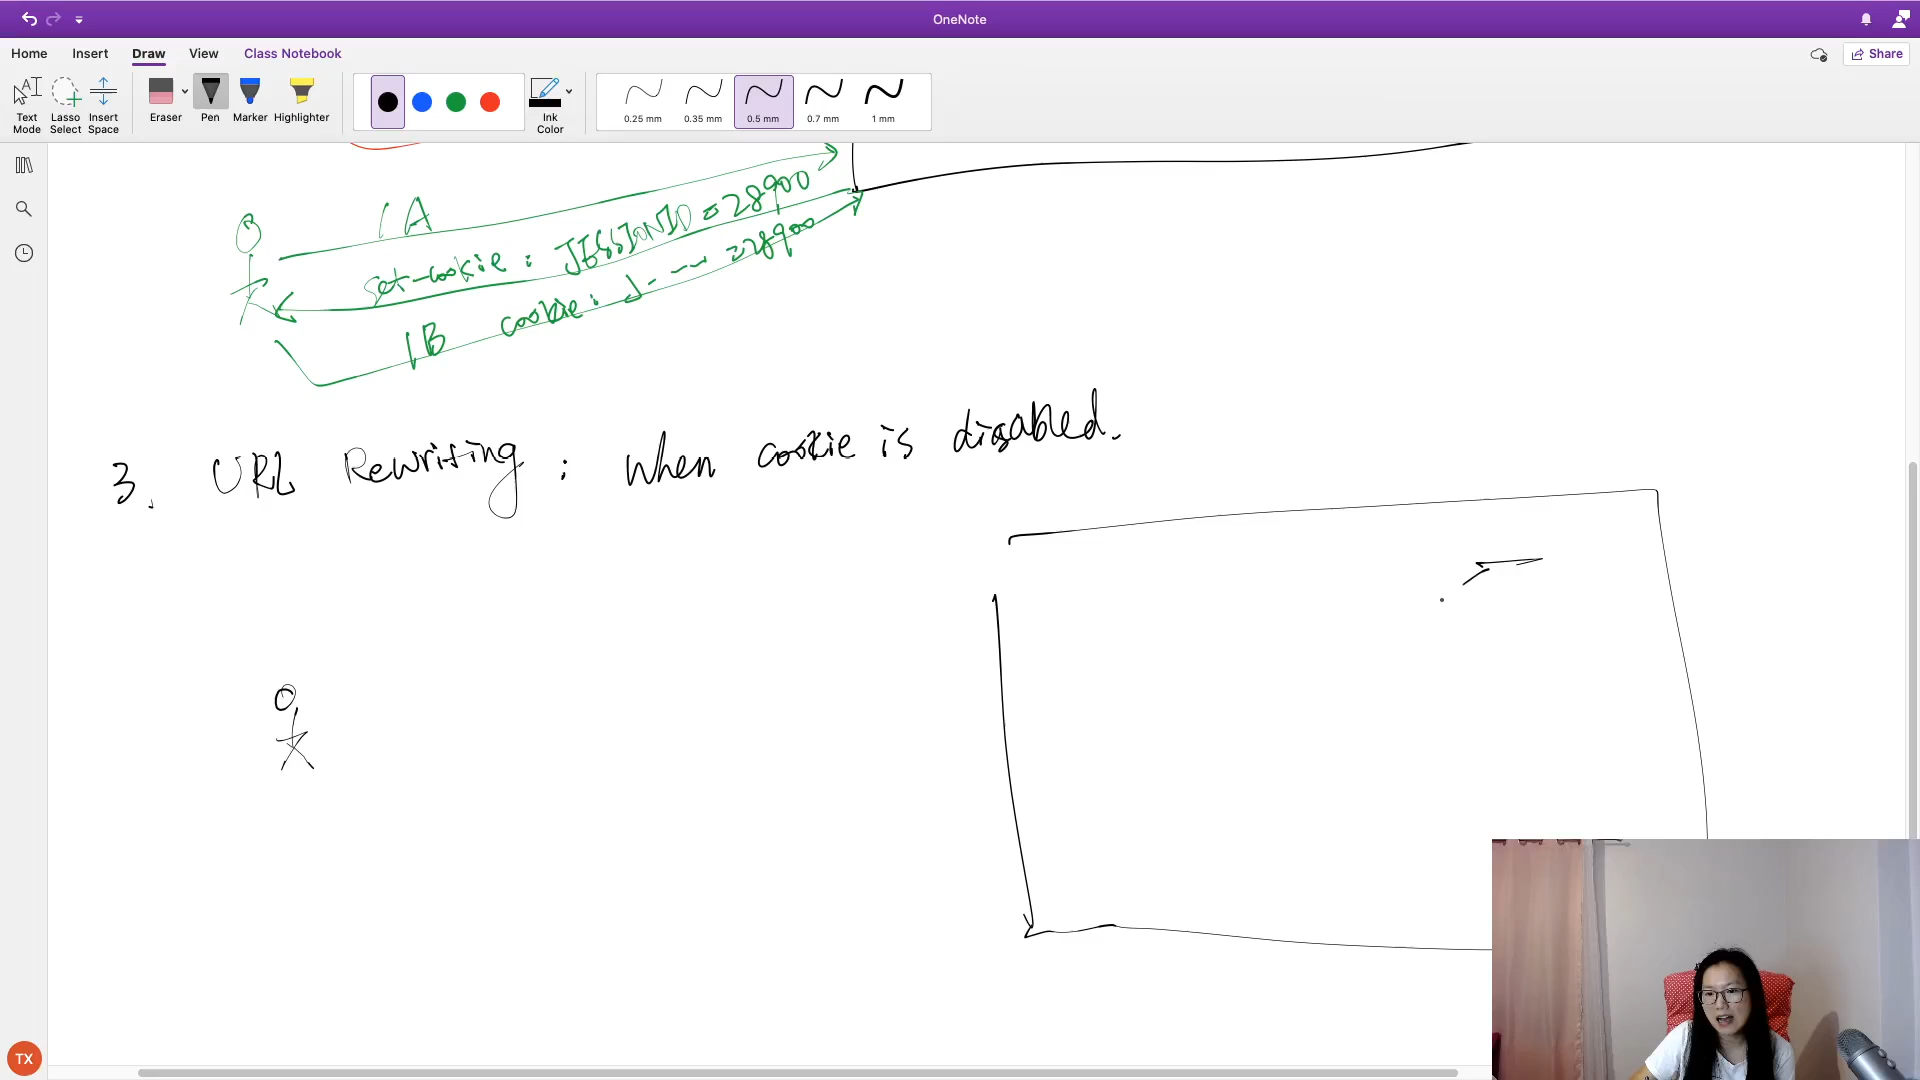 OneNote
Home Insert Draw View Class Notebook
Share
Text Mode
Lasso Select
Insert Space
Eraser
Pen
Marker
Highlighter
Ink Color
0.25 mm
0.35 mm
0.5 mm
0.7 mm
1 mm
1A
set-cookie : JESSIONID = 28900
1B cookie: J- -- = 28900
3. URL Rewriting : When cookie is disabled.
TX